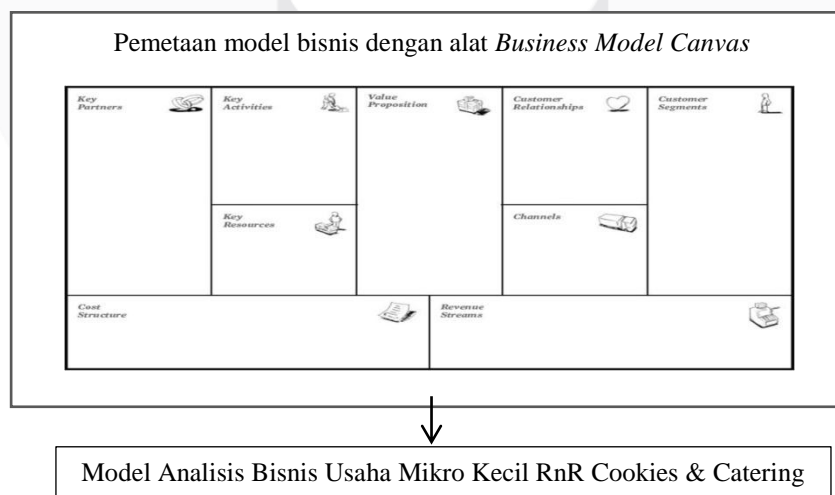 Pemetaan model bisnis dengan alat Business Model Canvas
Key
Partners
Key
Activities
Value
Proposition
Customer
Relationships
Customer
Segments
Key
Resources
Channels
Cost
Structure
Revenue
Streams
Model Analisis Bisnis Usaha Mikro Kecil RnR Cookies & Catering